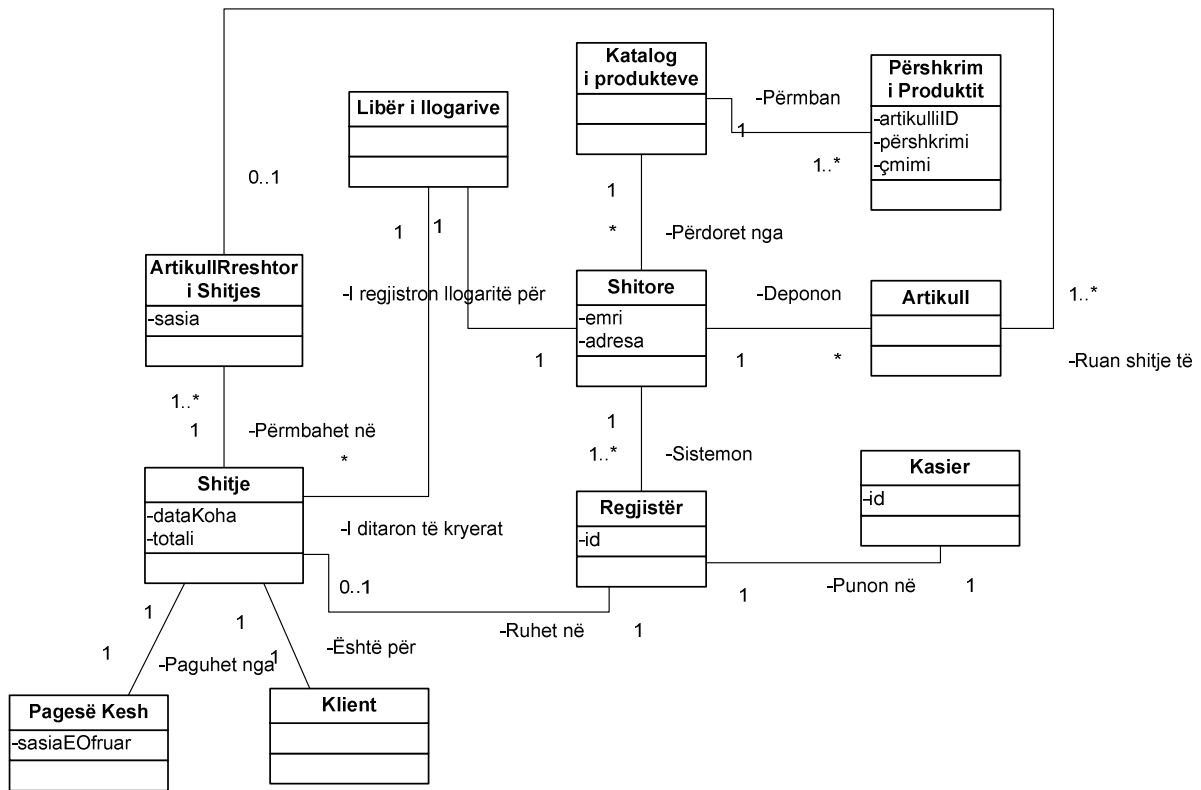 Katalog
i produkteve
Përshkrim
i Produktit
-artikulliID
-përshkrimi
-çmimi
-Përmban
1
1..*
Libër i llogarive
0..1
1
1
1
*
-Përdoret nga
ArtikullRreshtor
i Shitjes
-sasia
-I regjistron llogaritë për
Shitore
-emri
-adresa
-Deponon
Artikull
1..*
1
1
*
-Ruan shitje të
1..*
1
-Përmbahet në
*
1
1..*
-Sistemon
Kasier
-id
Shitje
-dataKoha
-totali
-I ditaron të kryerat
Regjistër
-id
0..1
-Ruhet në
1
1
-Punon në
1
1
1
-Është për
1
-Paguhet nga
1
Pagesë Kesh
-sasiaEOfruar
Klient